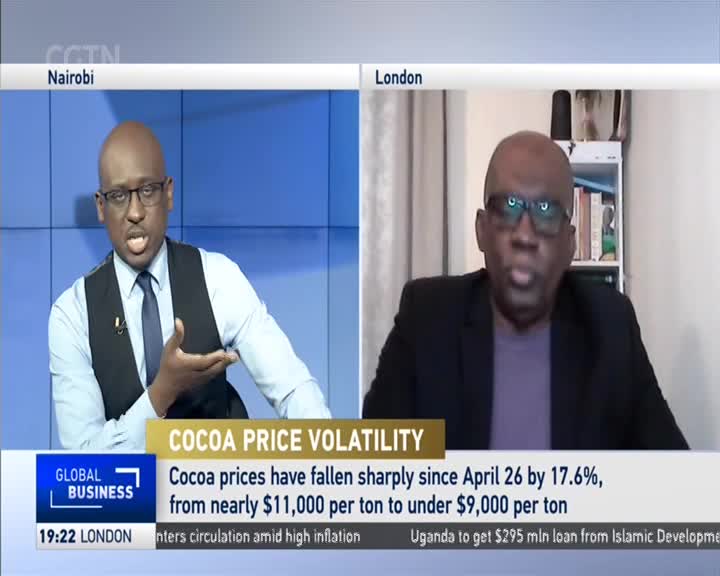 CGTN
Nairobi
London
COCOA PRICE VOLATILITY
Cocoa prices have fallen sharply since April 26 by 17.6%,
from nearly $11,000 per ton to under $9,000 per ton
GLOBAL
BUSINESS
19:22 LONDON
nters circulation amid high inflation
Uganda to get $295 mln loan from Islamic Developme